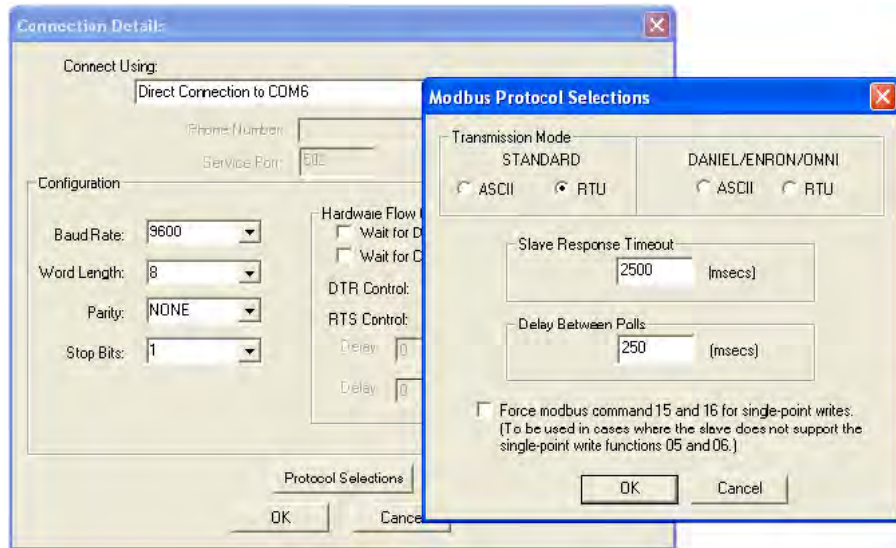 Connection Details
Connect Using:
Direct Connection to COM6
Phone Number:
Service Port: 502
Configuration
Baud Rate: 9600
Word Length: 8
Parity: NONE
Stop Bits: 1
Hardware Flow
Wait for D
Wait for C
DTR Control:
RTS Control:
Delay 0
Delay 0
Protocol Selections
OK Cance
Modbus Protocol Selections
Transmission Mode
STANDARD DANIEL/ENRON/OMNI
ASCII RTU ASCII RTU
Slave Response Timeout
2500 (msecs)
Delay Between Polls
250 (msecs)
Force modbus command 15 and 16 for single-point writes.
(To be used in cases where the slave does not support the
single-point write functions 05 and 06.)
OK Cancel